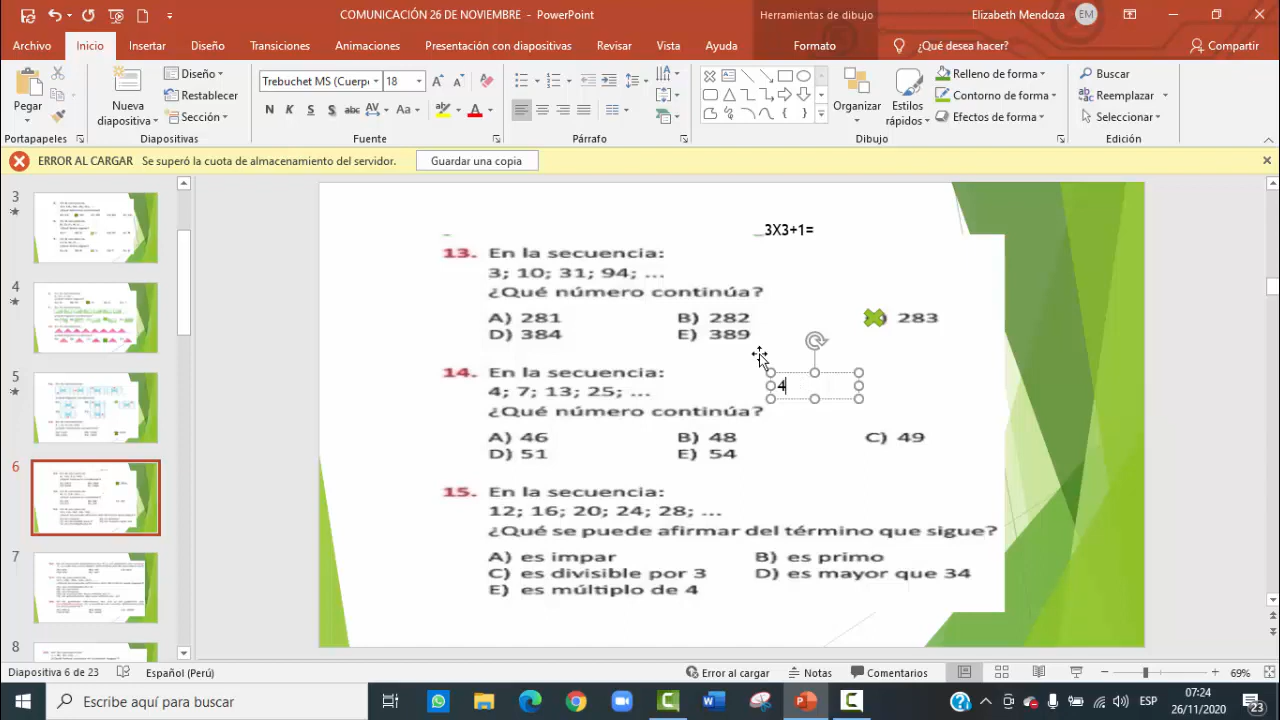 COMUNICACIÓN 26 DE NOVIEMBRE - PowerPoint
Herramientas de dibujo
Elizabeth Mendoza
EM
Archivo
Inicio
Insertar
Diseño
Transiciones
Animaciones
Presentación con diapositivas
Revisar
Vista
Ayuda
Formato
¿Qué desea hacer?
Compartir
Pegar
Nueva diapositiva
Diseño
Restablecer
Sección
Trebuchet MS (Cuerp
18
N K S S abc AV Aa A
Organizar
Estilos rápidos
Relleno de forma
Contorno de forma
Efectos de forma
Buscar
Reemplazar
Seleccionar
Portapapeles
Diapositivas
Fuente
Párrafo
Dibujo
Edición
ERROR AL CARGAR
Se superó la cuota de almacenamiento del servidor.
Guardar una copia
3
4
5
6
7
8
3X3+1=
13. En la secuencia:
3; 10; 31; 94; ...
¿Qué número continúa?
A) 281 B) 282 ) 283
D) 384 E) 389
14. En la secuencia:
4
4; 7; 13; 25; ...
¿Qué número continúa?
A) 46 B) 48 C) 49
D) 51 E) 54
15. En la secuencia:
12; 16; 20; 24; 28; ...
¿Qué se puede afirmar del término que sigue?
A) es impar B) es primo
C) es divisible por 3 D) es mayor que 34
E) es múltiplo de 4
Diapositiva 6 de 23
Español (Perú)
Error al cargar
Notas
Comentarios
69%
Escribe aquí para buscar
ESP
07:24
26/11/2020
23